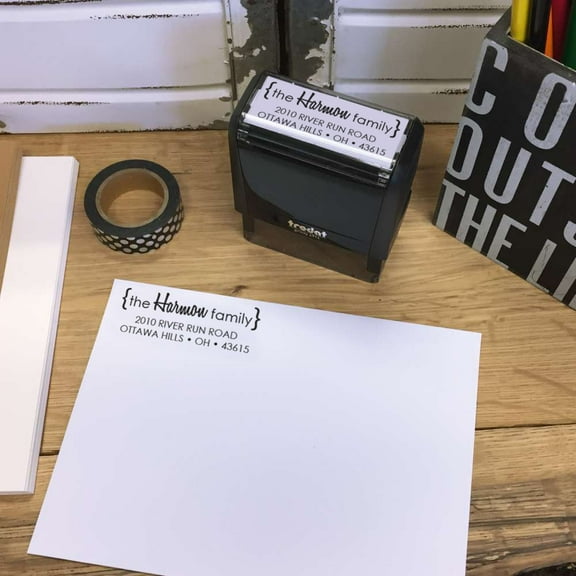 {the Harmon family}
2010 RIVER RUN ROAD
OTTAWA HILLS • OH • 43615
trodat
CO
OUTS
THE LI
{the Harmon family}
2010 RIVER RUN ROAD
OTTAWA HILLS • OH • 43615